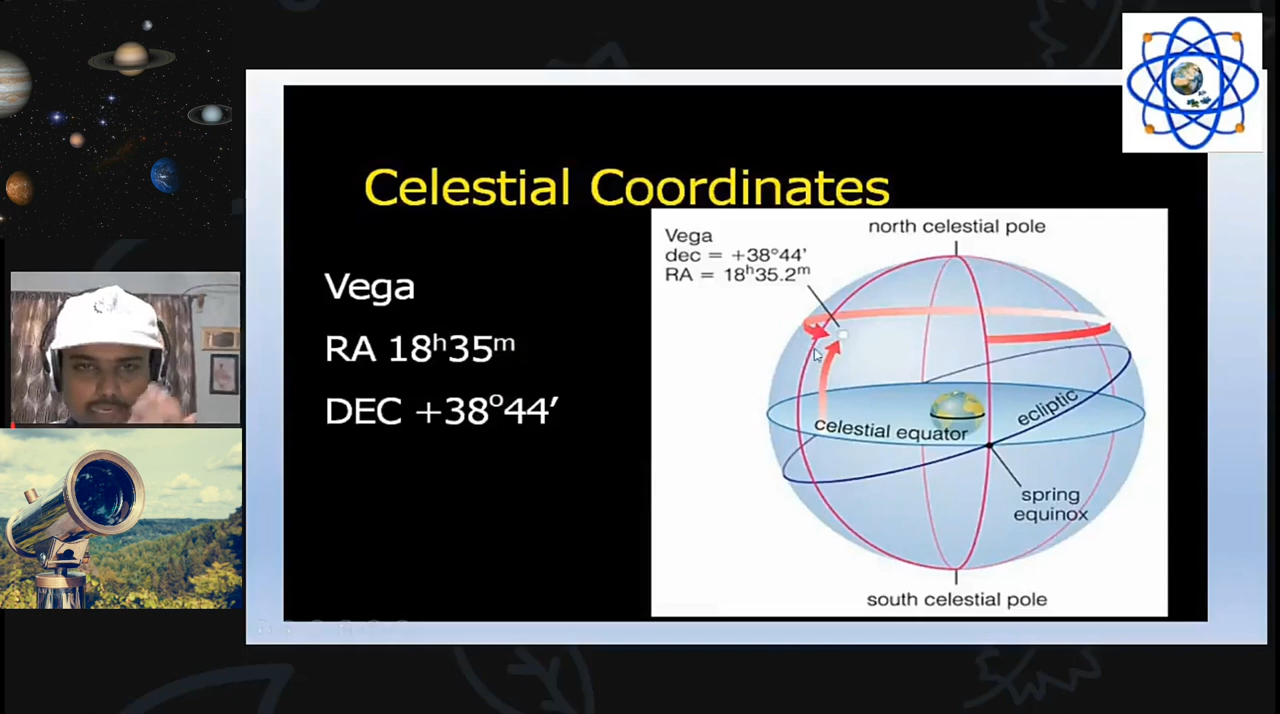 Celestial Coordinates
Vega
RA 18ʰ35ᵐ
DEC +38°44′
north celestial pole
Vega
dec = +38°44′
RA = 18ʰ35.2ᵐ
ecliptic
celestial equator
spring
equinox
south celestial pole